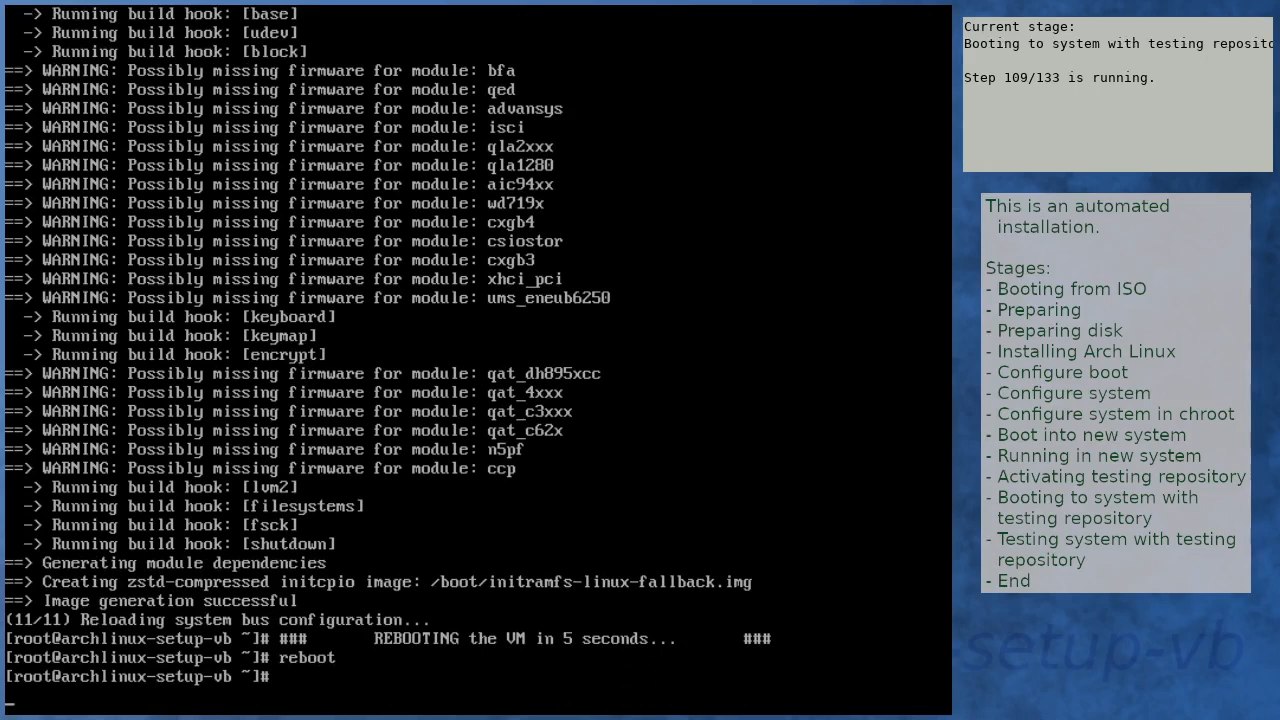 -> Running build hook: [base]
-> Running build hook: [udev]
-> Running build hook: [block]
==> WARNING: Possibly missing firmware for module: bfa
==> WARNING: Possibly missing firmware for module: qed
==> WARNING: Possibly missing firmware for module: advansys
==> WARNING: Possibly missing firmware for module: isci
==> WARNING: Possibly missing firmware for module: qla2xxx
==> WARNING: Possibly missing firmware for module: qla1280
==> WARNING: Possibly missing firmware for module: aic94xx
==> WARNING: Possibly missing firmware for module: wd719x
==> WARNING: Possibly missing firmware for module: cxgb4
==> WARNING: Possibly missing firmware for module: csiostor
==> WARNING: Possibly missing firmware for module: cxgb3
==> WARNING: Possibly missing firmware for module: xhci_pci
==> WARNING: Possibly missing firmware for module: ums_eneub6250
-> Running build hook: [keyboard]
-> Running build hook: [keymap]
-> Running build hook: [encrypt]
==> WARNING: Possibly missing firmware for module: qat_dh895xcc
==> WARNING: Possibly missing firmware for module: qat_4xxx
==> WARNING: Possibly missing firmware for module: qat_c3xxx
==> WARNING: Possibly missing firmware for module: qat_c62x
==> WARNING: Possibly missing firmware for module: n5pf
==> WARNING: Possibly missing firmware for module: ccp
-> Running build hook: [lvm2]
-> Running build hook: [filesystems]
-> Running build hook: [fsck]
-> Running build hook: [shutdown]
==> Generating module dependencies
==> Creating zstd-compressed initcpio image: /boot/initramfs-linux-fallback.img
==> Image generation successful
(11/11) Reloading system bus configuration...
[root@archlinux-setup-vb ~]# ### REBOOTING the VM in 5 seconds... ###
[root@archlinux-setup-vb ~]# reboot
[root@archlinux-setup-vb ~]#
_
Current stage:
Booting to system with testing reposito
Step 109/133 is running.
This is an automated
installation.
Stages:
- Booting from ISO
- Preparing
- Preparing disk
- Installing Arch Linux
- Configure boot
- Configure system
- Configure system in chroot
- Boot into new system
- Running in new system
- Activating testing repository
- Booting to system with
testing repository
- Testing system with testing
repository
- End
setup-vb